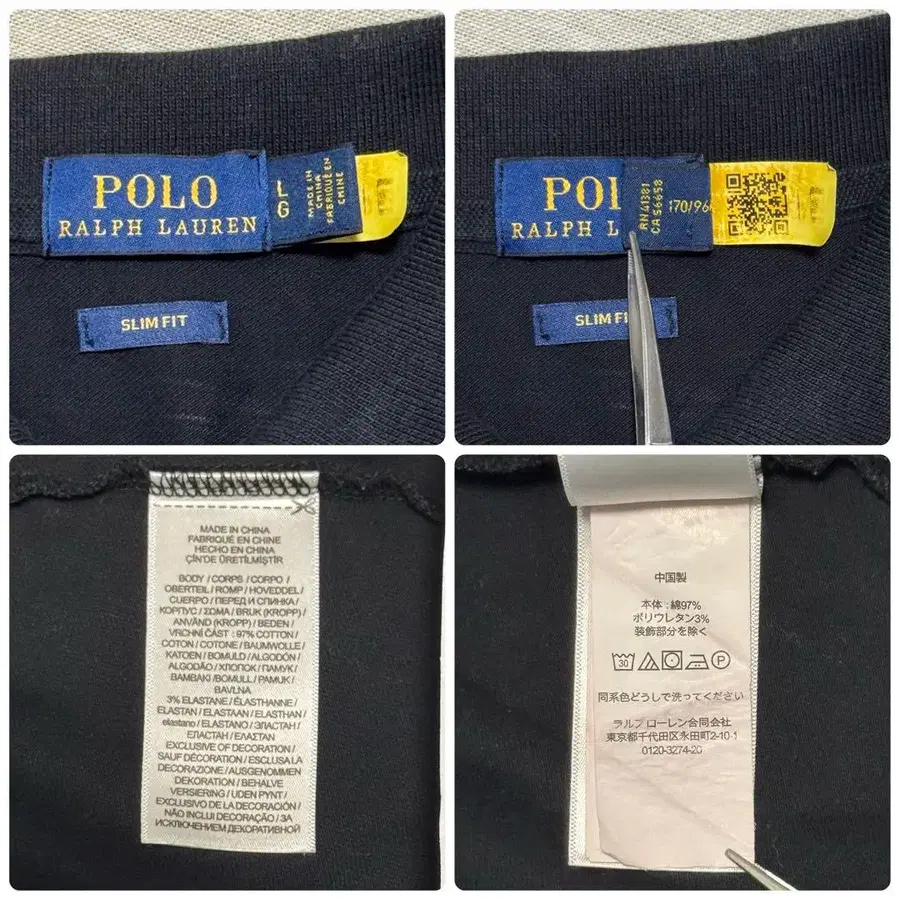 POLO
RALPH LAUREN
L
G
MADE IN
CHINA
FABRIQUÉ EN
CHINE
SLIM FIT
POL
RALPH L
RN41381
CA56658
170/96
SLIM FI
MADE IN CHINA
FABRIQUÉ EN CHINE
HECHO EN CHINA
ÇİN'DE ÜRETİLMİŞTİR
BODY / CORPS / CORPO /
OBERTEIL / ROMP / HOVEDDEL /
CUERPO / ПЕРЕД И СПИНКА /
КОРПУС / ΣΩΜΑ / BRUK (KROPP) /
ANVÄND (KROPP) / BEDEN /
VRCHNÍ ČÁST : 97% COTTON /
COTON / COTONE / BAUMWOLLE /
KATOEN / BOMULD / ALGODÓN /
ALGODÃO / ХЛОПОК / ПАМУК /
BAMBAKI / BOMULL / PAMUK /
BAVLNA
3% ELASTANE / ÉLASTHANNE /
ELASTAN / ELASTAAN / ELASTHAN /
elastano / ELASTANO / ЭЛАСТАН /
ЕЛАСТАН / ΕΛΑΣΤΑΝ
EXCLUSIVE OF DECORATION /
SAUF DÉCORATION / ESCLUSA LA
DECORAZIONE / AUSGENOMMEN
DEKORATION / BEHALVE
VERSIERING / UDEN PYNT /
EXCLUSIVO DE LA DECORACIÓN /
NÃO INCLUI DECORAÇÃO / ЗА
ИСКЛЮЧЕНИЕМ ДЕКОРАТИВНОЙ
中国製
本体 : 綿97%
ポリウレタン3%
装飾部分を除く
30 P
同系色どうしで洗ってください
ラルフ ローレン合同会社
東京都千代田区永田町2-10-1
0120-3274-20